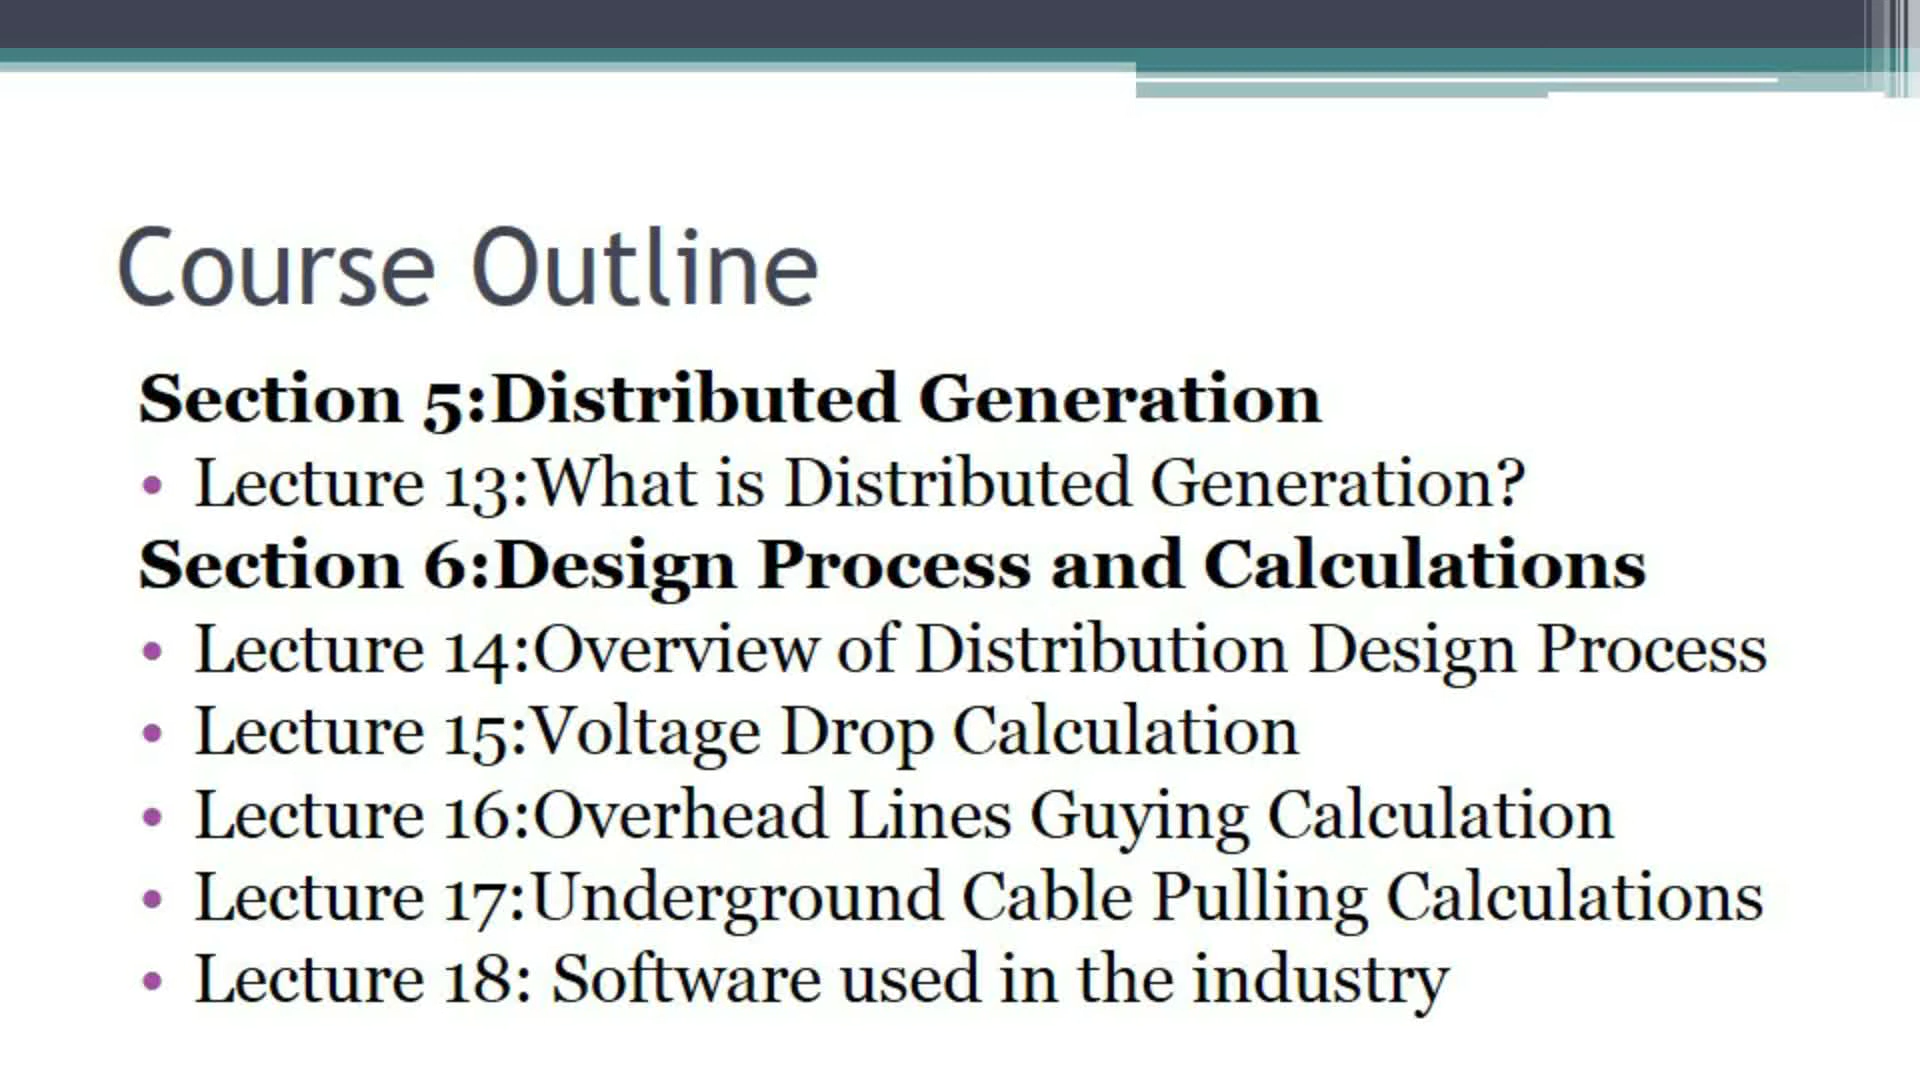 Course Outline
Section 5:Distributed Generation
• Lecture 13:What is Distributed Generation?
Section 6:Design Process and Calculations
• Lecture 14:Overview of Distribution Design Process
• Lecture 15:Voltage Drop Calculation
• Lecture 16:Overhead Lines Guying Calculation
• Lecture 17:Underground Cable Pulling Calculations
• Lecture 18: Software used in the industry